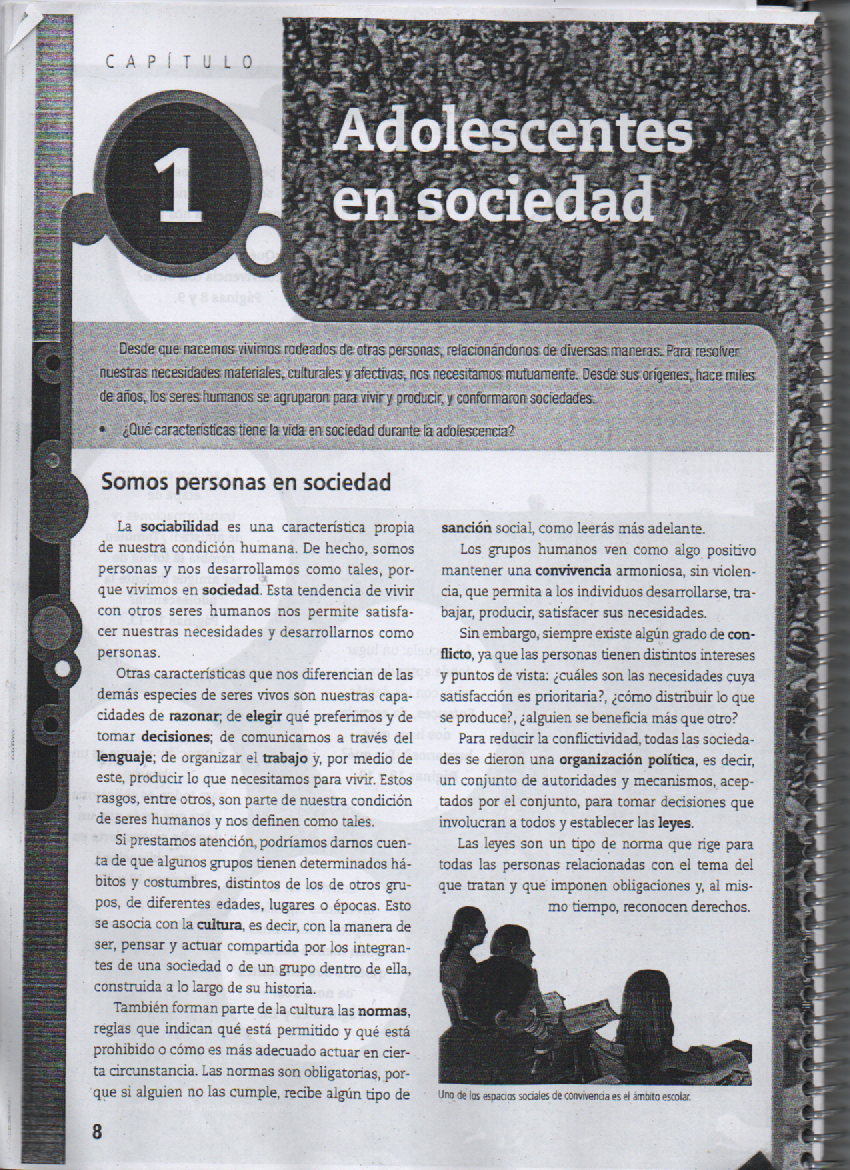 CAPÍTULO
1
Adolescentes
en sociedad
Desde que nacemos vivimos rodeados de otras personas, relacionándonos de diversas maneras. Para resolver
nuestras necesidades materiales, culturales y afectivas, nos necesitamos mutuamente. Desde sus orígenes, hace miles
de años, los seres humanos se agruparon para vivir y producir, y conformaron sociedades.
• ¿Qué características tiene la vida en sociedad durante la adolescencia?
Somos personas en sociedad
La sociabilidad es una característica propia
de nuestra condición humana. De hecho, somos
personas y nos desarrollamos como tales, por-
que vivimos en sociedad. Esta tendencia de vivir
con otros seres humanos nos permite satisfa-
cer nuestras necesidades y desarrollarnos como
personas.
Otras características que nos diferencian de las
demás especies de seres vivos son nuestras capa-
cidades de razonar; de elegir qué preferimos y de
tomar decisiones; de comunicarnos a través del
lenguaje; de organizar el trabajo y, por medio de
este, producir lo que necesitamos para vivir. Estos
rasgos, entre otros, son parte de nuestra condición
de seres humanos y nos definen como tales.
Si prestamos atención, podríamos darnos cuen-
ta de que algunos grupos tienen determinados há-
bitos y costumbres, distintos de los de otros gru-
pos, de diferentes edades, lugares o épocas. Esto
se asocia con la cultura, es decir, con la manera de
ser, pensar y actuar compartida por los integran-
tes de una sociedad o de un grupo dentro de ella,
construida a lo largo de su historia.
También forman parte de la cultura las normas,
reglas que indican qué está permitido y qué está
prohibido o cómo es más adecuado actuar en cier-
ta circunstancia. Las normas son obligatorias, por-
que si alguien no las cumple, recibe algún tipo de
sanción social, como leerás más adelante.
Los grupos humanos ven como algo positivo
mantener una convivencia armoniosa, sin violen-
cia, que permita a los individuos desarrollarse, tra-
bajar, producir, satisfacer sus necesidades.
Sin embargo, siempre existe algún grado de con-
flicto, ya que las personas tienen distintos intereses
y puntos de vista: ¿cuáles son las necesidades cuya
satisfacción es prioritaria?, ¿cómo distribuir lo que
se produce?, ¿alguien se beneficia más que otro?
Para reducir la conflictividad, todas las socieda-
des se dieron una organización política, es decir,
un conjunto de autoridades y mecanismos, acep-
tados por el conjunto, para tomar decisiones que
involucran a todos y establecer las leyes.
Las leyes son un tipo de norma que rige para
todas las personas relacionadas con el tema del
que tratan y que imponen obligaciones y, al mis-
mo tiempo, reconocen derechos.
Uno de los espacios sociales de convivencia es el ámbito escolar.
8